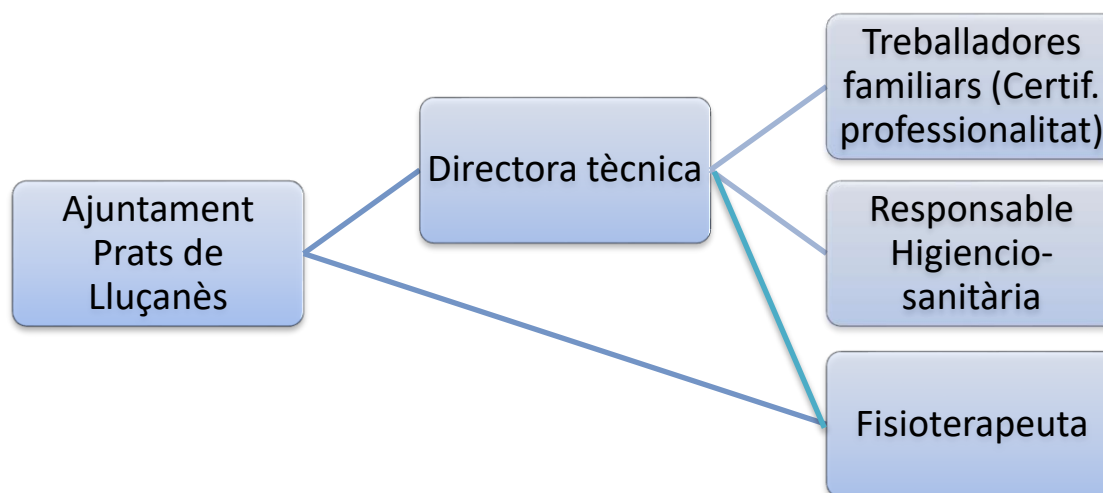 Ajuntament
Prats de
Lluçanès
Directora tècnica
Treballadores
familiars (Certif.
professionalitat)
Responsable
Higiencio-
sanitària
Fisioterapeuta